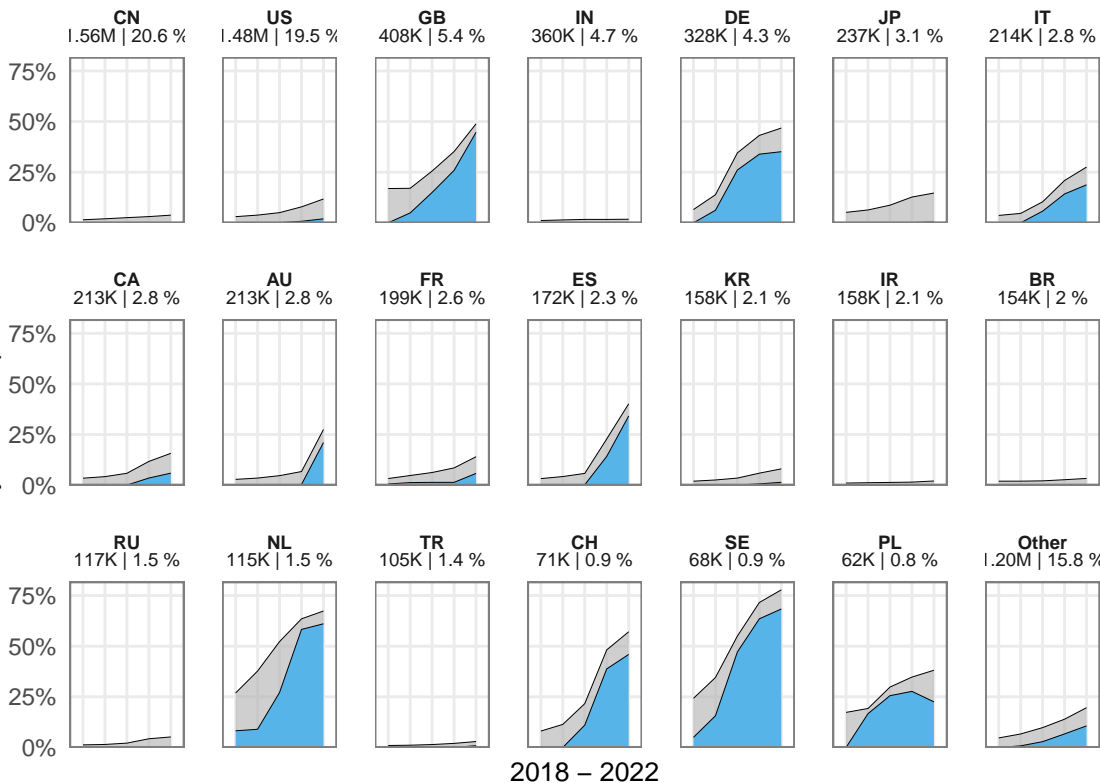 CN US GB IN DE JP IT
.56M | 20.6 % .48M | 19.5 % 408K | 5.4 % 360K | 4.7 % 328K | 4.3 % 237K | 3.1 % 214K | 2.8 %
75%
50%
25%
0%
CA AU FR ES KR IR BR
213K | 2.8 % 213K | 2.8 % 199K | 2.6 % 172K | 2.3 % 158K | 2.1 % 158K | 2.1 % 154K | 2 %
75%
50%
25%
0%
RU NL TR CH SE PL Other
117K | 1.5 % 115K | 1.5 % 105K | 1.4 % 71K | 0.9 % 68K | 0.9 % 62K | 0.8 % .20M | 15.8 %
75%
50%
25%
0%
2018 – 2022